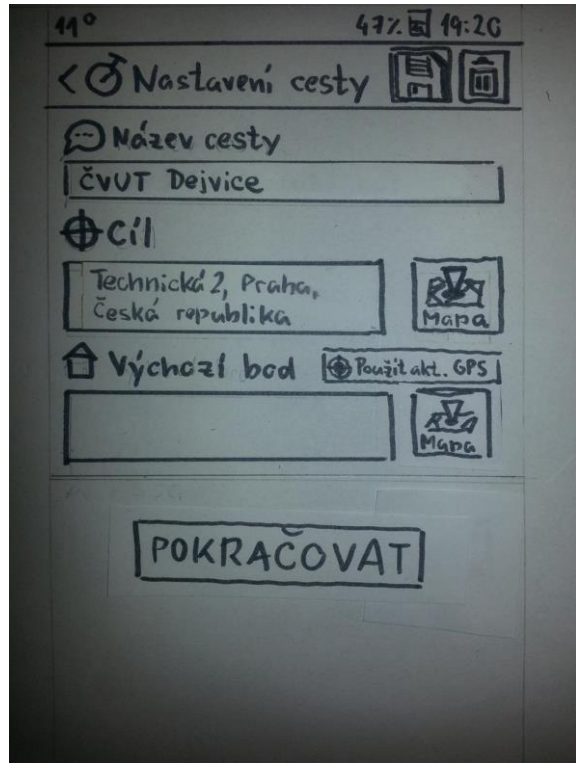 11° 47% 19:20
< Nastavení cesty
Název cesty
ČVUT Dejvice
Cíl
Technická 2, Praha,
Česká republika
Mapa
Výchozí bod
Použít akt. GPS
Mapa
POKRAČOVAT